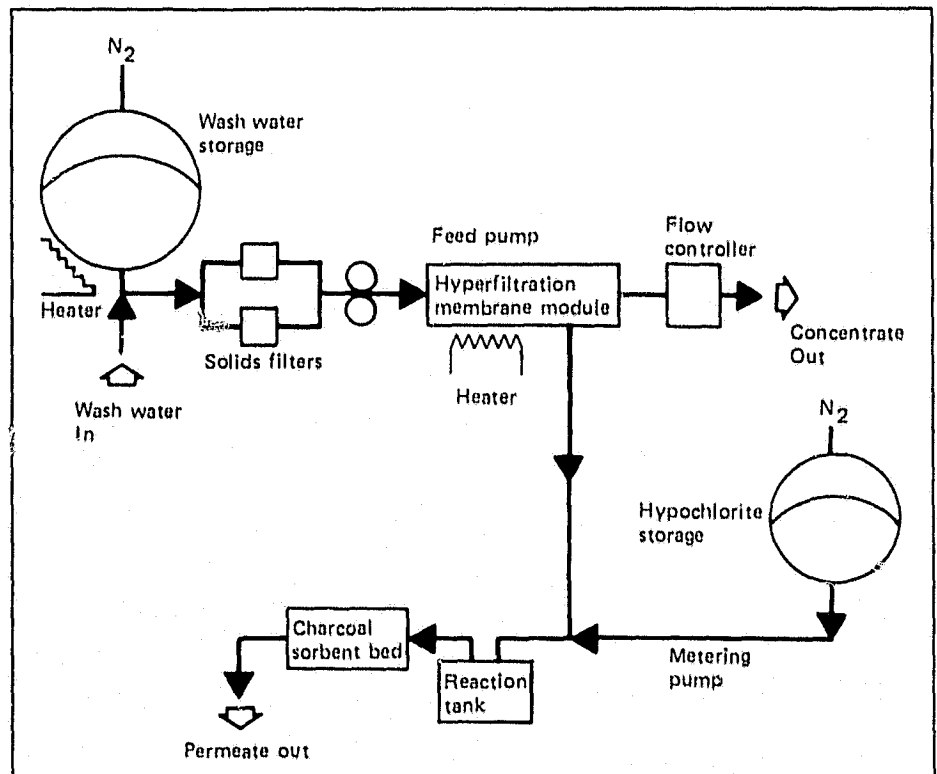 N2
Wash water
storage
Feed pump
Flow
controller
Hyperfiltration
membrane module
Heater
Solids filters
Heater
Concentrate
Out
Wash water
In
N2
Hypochlorite
storage
Charcoal
sorbent bed
Reaction
tank
Metering
pump
Permeate out